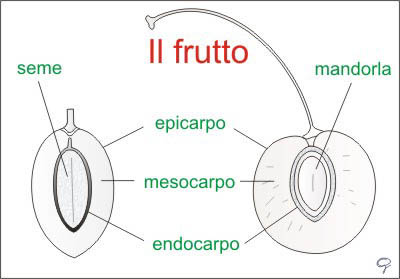 Il frutto
seme
mandorla
epicarpo
mesocarpo
endocarpo